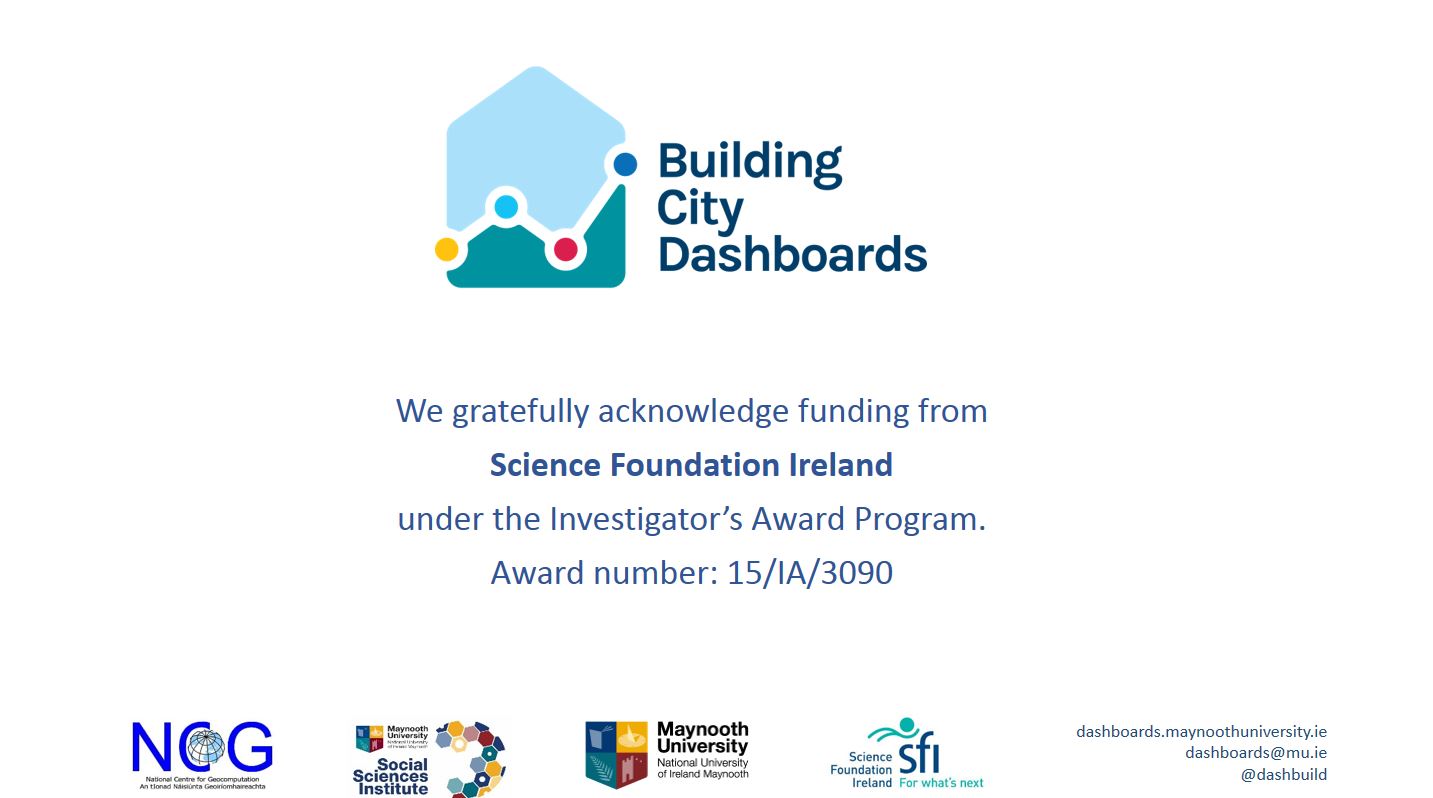 Building
City
Dashboards
We gratefully acknowledge funding from
Science Foundation Ireland
under the Investigator’s Award Program.
Award number: 15/IA/3090
NCG
National Centre for Geocomputation
An tIonad Náisiúnta Georíomhaireachta
Maynooth
University
National University
of Ireland Maynooth
Social
Sciences
Institute
Maynooth
University
National University
of Ireland Maynooth
Science
Foundation
Ireland
sfi
For what’s next
dashboards.maynoothuniversity.ie
dashboards@mu.ie
@dashbuild